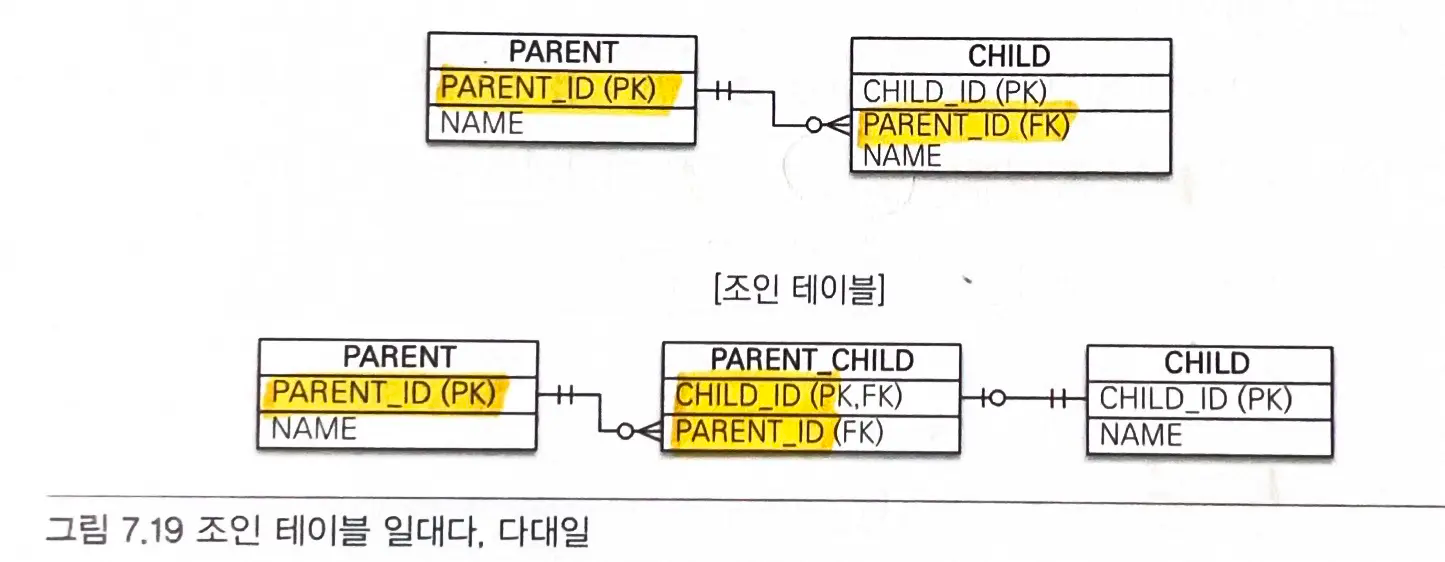 PARENT
PARENT_ID (PK)
NAME
CHILD
CHILD_ID (PK)
PARENT_ID (FK)
NAME
[조인 테이블]
PARENT
PARENT_ID (PK)
NAME
PARENT_CHILD
CHILD_ID (PK,FK)
PARENT_ID (FK)
CHILD
CHILD_ID (PK)
NAME
그림 7.19 조인 테이블 일대다, 다대일